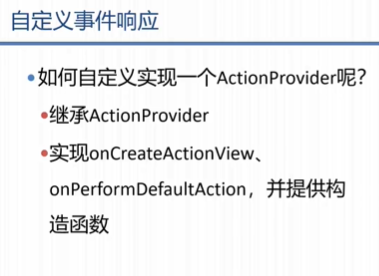 自定义事件响应
•如何自定义实现一个ActionProvider呢？
•继承ActionProvider
•实现onCreateActionView、
onPerformDefaultAction，并提供构
造函数